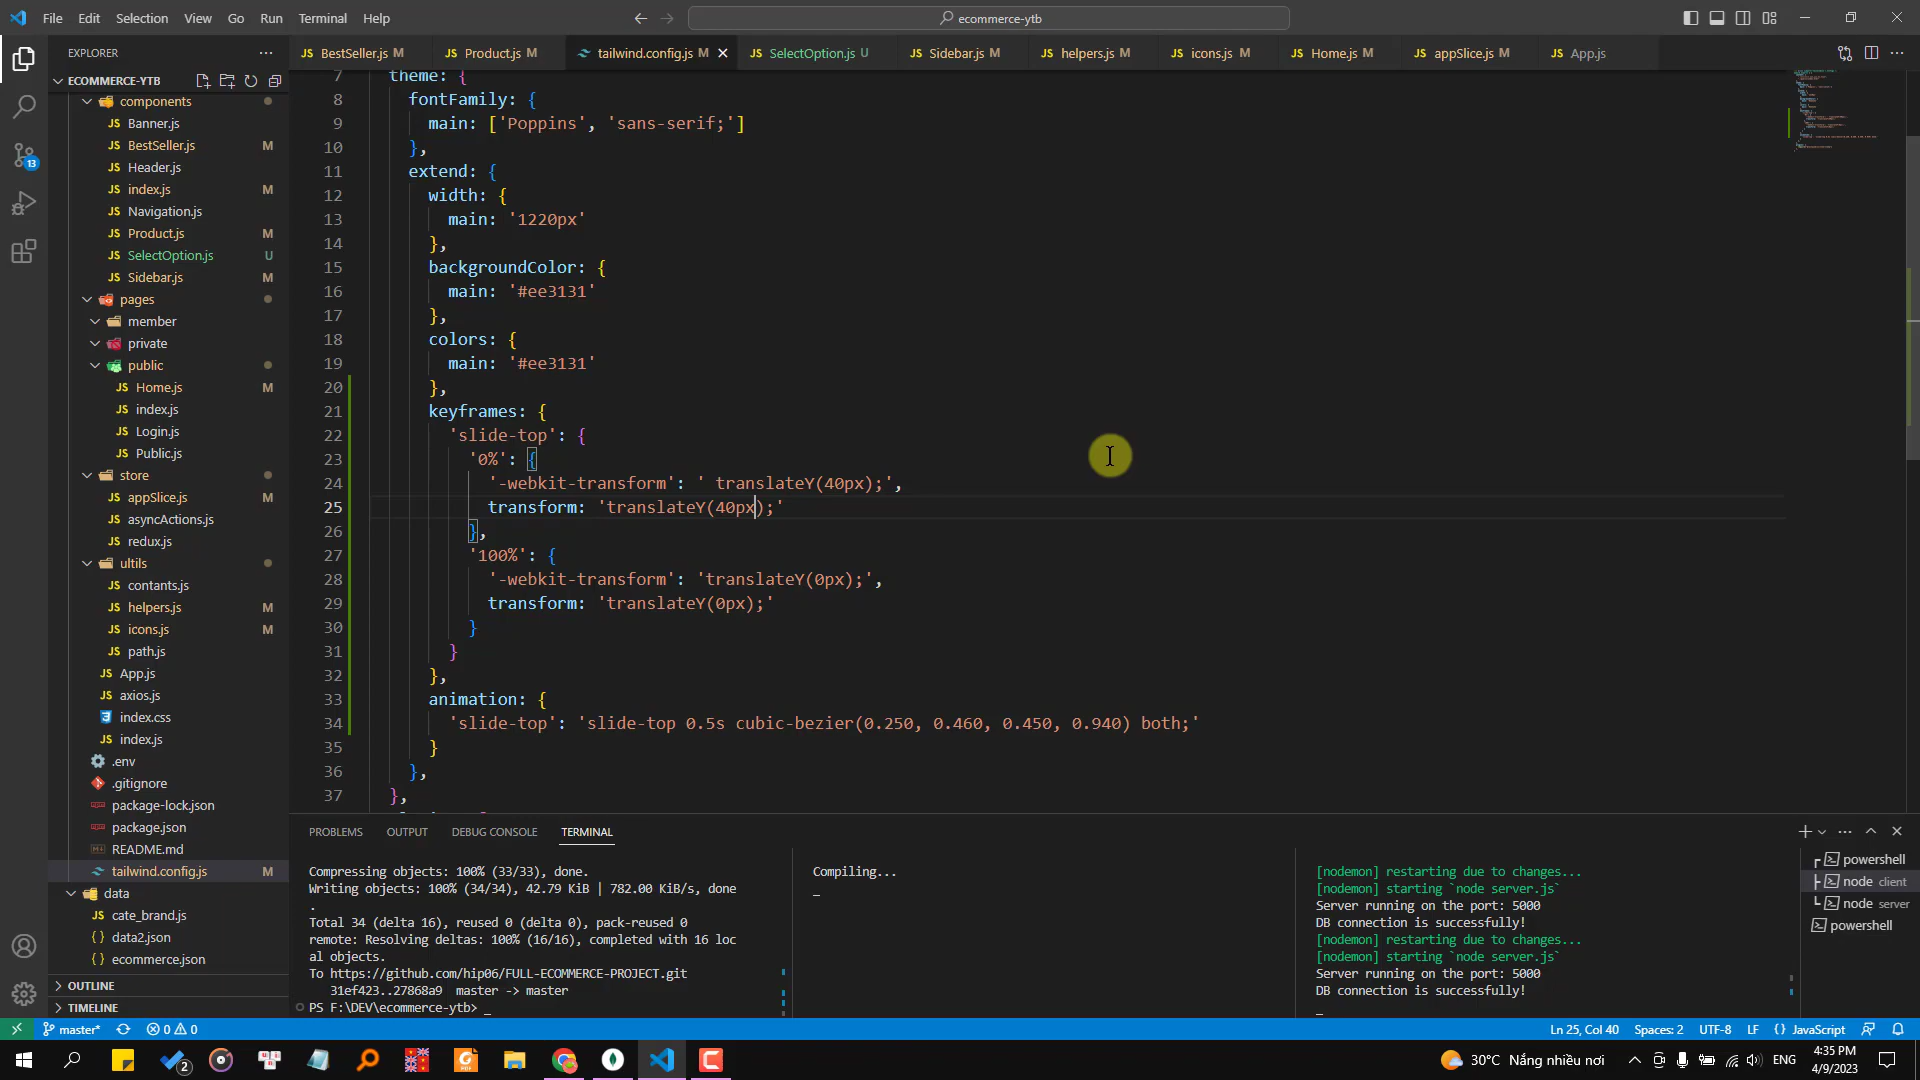 File Edit Selection View Go Run Terminal Help
ecommerce-ytb
EXPLORER
BestSeller.js M
Product.js M
tailwind.config.js M
SelectOption.js U
Sidebar.js M
helpers.js M
icons.js M
Home.js M
appSlice.js M
App.js
ECOMMERCE-YTB
components
Banner.js
BestSeller.js M
Header.js
index.js M
Navigation.js
Product.js M
SelectOption.js U
Sidebar.js M
pages
member
private
public
Home.js M
index.js
Login.js
Public.js
store
appSlice.js M
asyncActions.js
redux.js
ultils
contants.js
helpers.js M
icons.js M
path.js
App.js
axios.js
index.css
index.js
.env
.gitignore
package-lock.json
package.json
README.md
tailwind.config.js M
data
cate_brand.js
data2.json
ecommerce.json
OUTLINE
TIMELINE
13
7 theme: {
8 fontFamily: {
9 main: ['Poppins', 'sans-serif;']
10 },
11 extend: {
12 width: {
13 main: '1220px'
14 },
15 backgroundColor: {
16 main: '#ee3131'
17 },
18 colors: {
19 main: '#ee3131'
20 },
21 keyframes: {
22 'slide-top': {
23 '0%': {
24 '-webkit-transform': ' translateY(40px);',
25 transform: 'translateY(40px);'
26 },
27 '100%': {
28 '-webkit-transform': 'translateY(0px);',
29 transform: 'translateY(0px);'
30 }
31 }
32 },
33 animation: {
34 'slide-top': 'slide-top 0.5s cubic-bezier(0.250, 0.460, 0.450, 0.940) both;'
35 }
36 },
37 },
PROBLEMS OUTPUT DEBUG CONSOLE TERMINAL
Compressing objects: 100% (33/33), done.
Writing objects: 100% (34/34), 42.79 KiB | 782.00 KiB/s, done
.
Total 34 (delta 16), reused 0 (delta 0), pack-reused 0
remote: Resolving deltas: 100% (16/16), completed with 16 loc
al objects.
To https://github.com/hip06/FULL-ECOMMERCE-PROJECT.git
31ef423..27868a9 master -> master
PS F:\DEV\ecommerce-ytb> _
Compiling...
_
[nodemon] restarting due to changes...
[nodemon] starting `node server.js`
Server running on the port: 5000
DB connection is successfully!
[nodemon] restarting due to changes...
[nodemon] starting `node server.js`
Server running on the port: 5000
DB connection is successfully!
_
powershell
node client
node server
powershell
master* 0 0
Ln 25, Col 40 Spaces: 2 UTF-8 LF JavaScript
2
30°C Nắng nhiều nơi
ENG
4:35 PM
4/9/2023